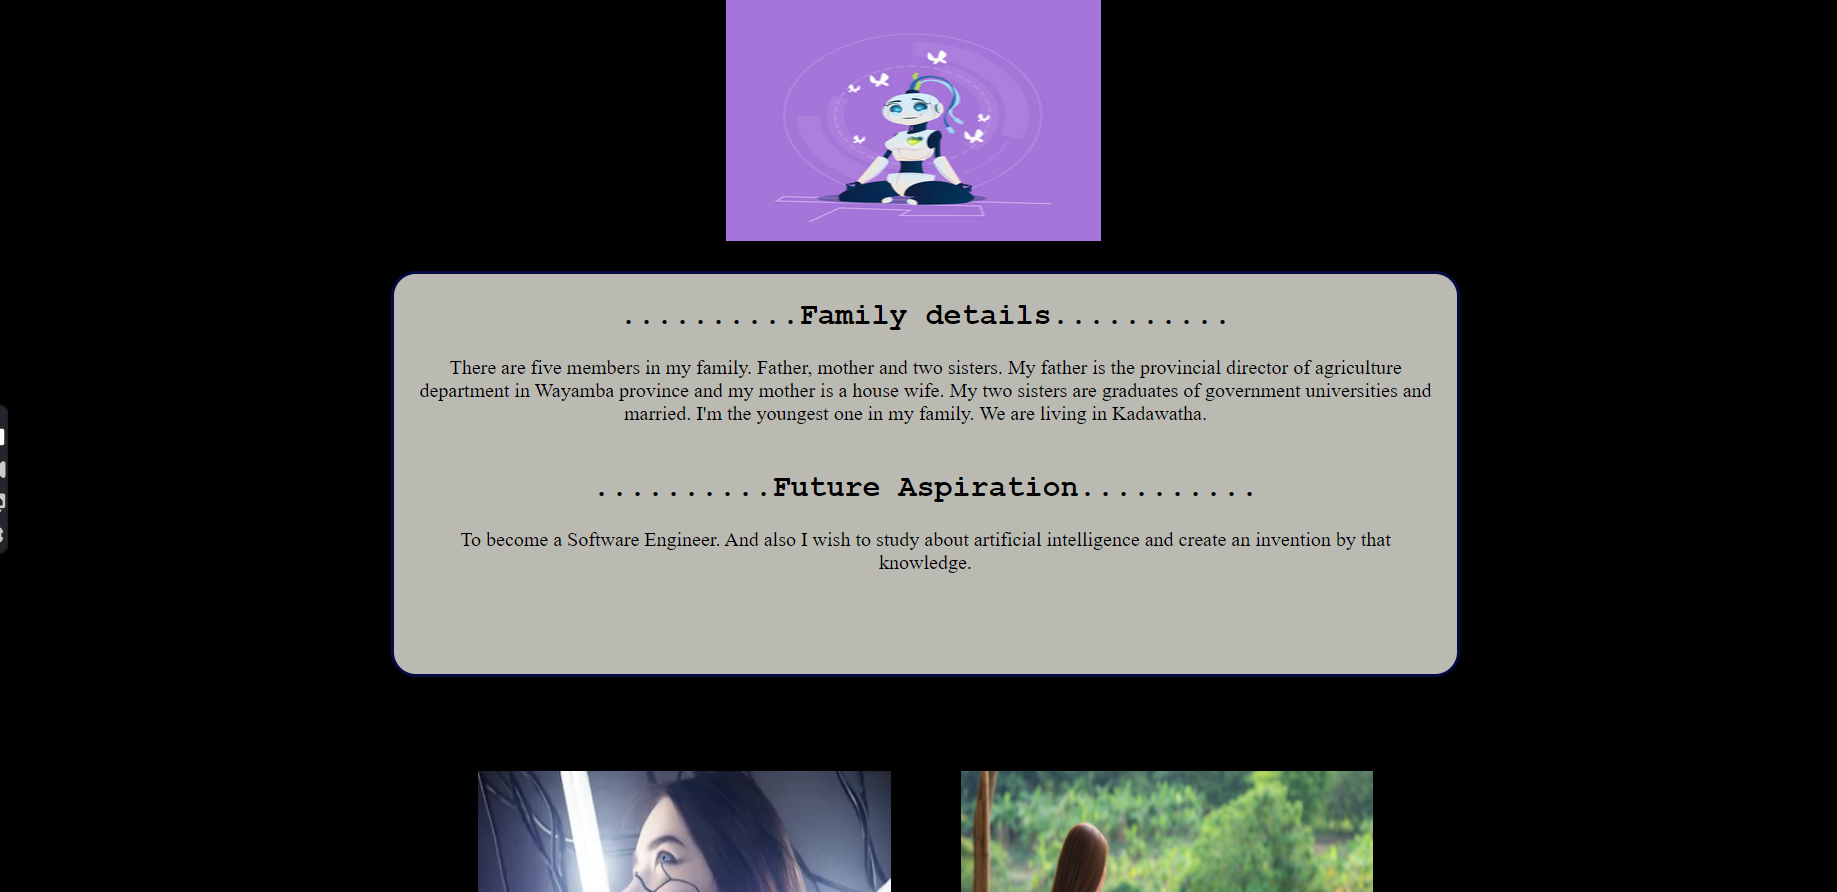 ..........Family details..........
There are five members in my family. Father, mother and two sisters. My father is the provincial director of agriculture
department in Wayamba province and my mother is a house wife. My two sisters are graduates of government universities and
married. I'm the youngest one in my family. We are living in Kadawatha.
..........Future Aspiration..........
To become a Software Engineer. And also I wish to study about artificial intelligence and create an invention by that
knowledge.